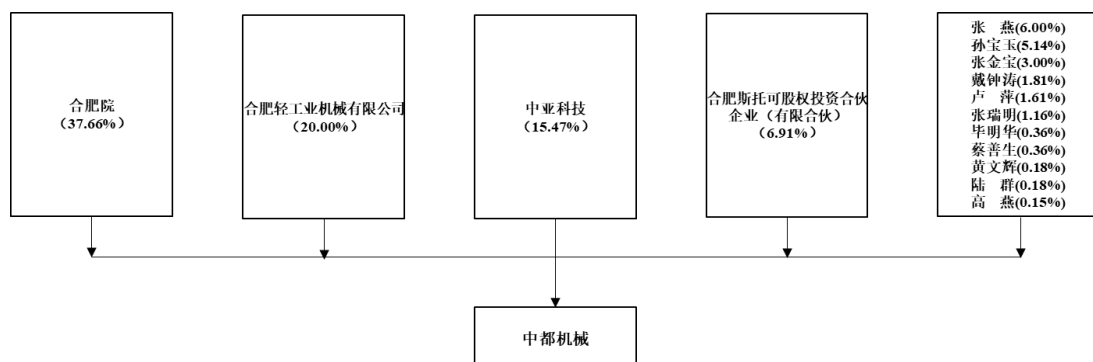 合肥院
（37.66%）
合肥轻工业机械有限公司
（20.00%）
中亚科技
（15.47%）
合肥斯托可股权投资合伙
企业（有限合伙）
（6.91%）
张　燕(6.00%)
孙宝玉(5.14%)
张金宝(3.00%)
戴钟涛(1.81%)
卢　萍(1.61%)
张瑞明(1.16%)
毕明华(0.36%)
蔡善生(0.36%)
黄文辉(0.18%)
陆　群(0.18%)
高　燕(0.15%)
中都机械